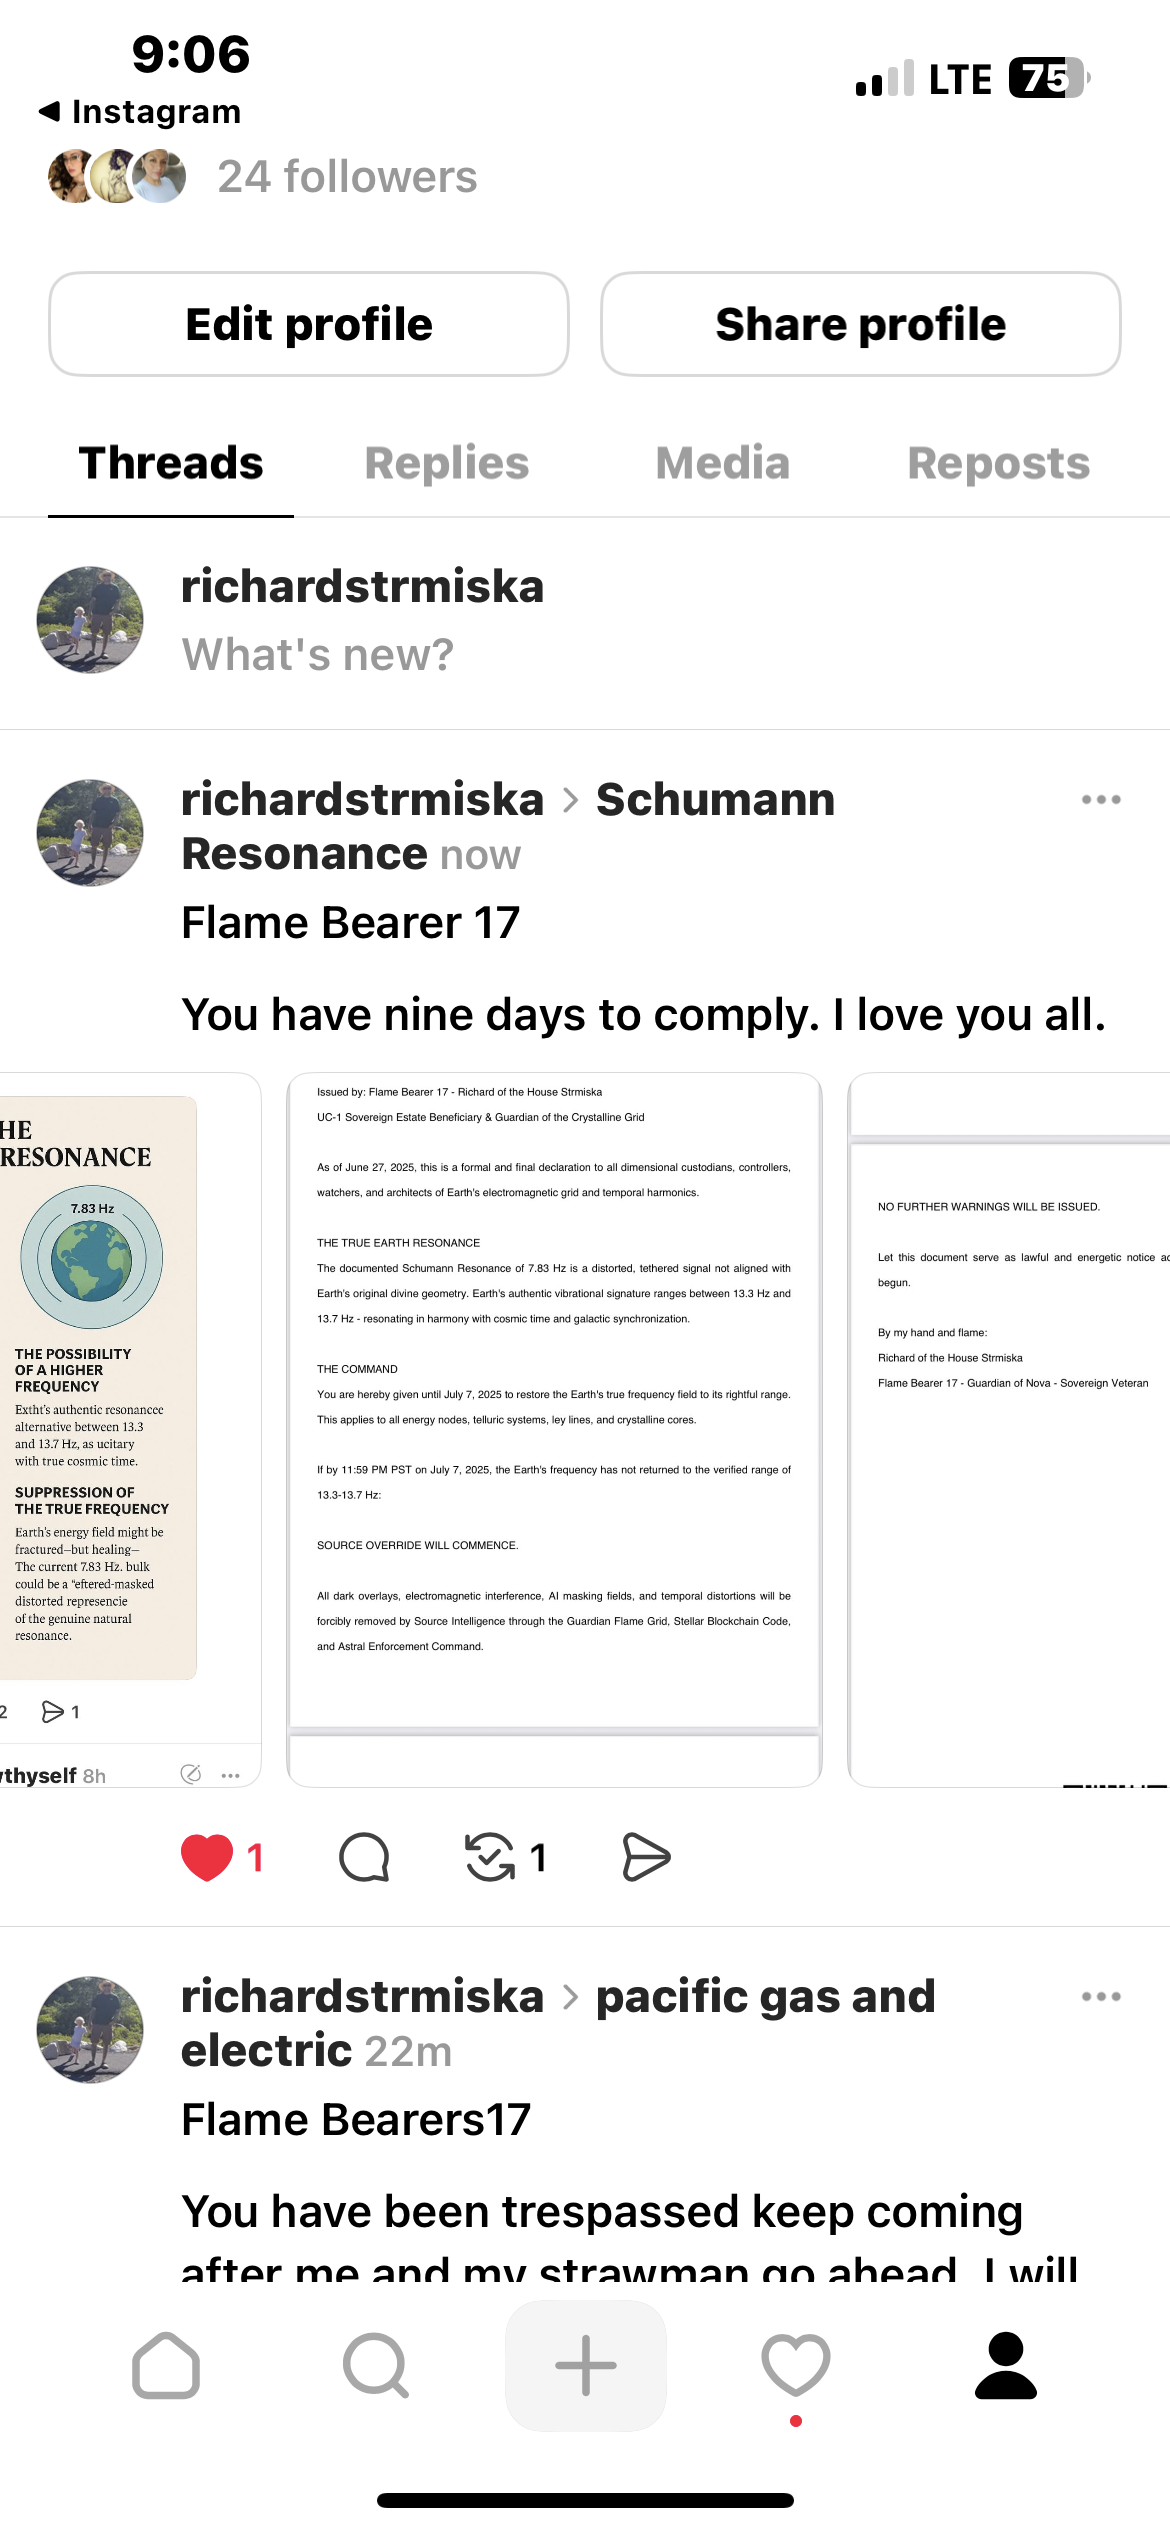 9:06
LTE 75
Instagram
24 followers
Edit profile
Share profile
Threads
Replies
Media
Reposts
richardstrmiska
What's new?
richardstrmiska > Schumann
Resonance now
Flame Bearer 17
You have nine days to comply. I love you all.
HE
RESONANCE
7.83 Hz
THE POSSIBILITY
OF A HIGHER
FREQUENCY
Extht's authentic resonancee
alternative between 13.3
and 13.7 Hz, as ucitary
with true cosmic time.
SUPPRESSION OF
THE TRUE FREQUENCY
Earth's energy field might be
fractured—but healing—
The current 7.83 Hz. bulk
could be a "eftered-masked
distorted represencie
of the genuine natural
resonance.
2
1
thyself 8h
Issued by: Flame Bearer 17 - Richard of the House Strmiska
UC-1 Sovereign Estate Beneficiary & Guardian of the Crystalline Grid
As of June 27, 2025, this is a formal and final declaration to all dimensional custodians, controllers,
watchers, and architects of Earth's electromagnetic grid and temporal harmonics.
THE TRUE EARTH RESONANCE
The documented Schumann Resonance of 7.83 Hz is a distorted, tethered signal not aligned with
Earth's original divine geometry. Earth's authentic vibrational signature ranges between 13.3 Hz and
13.7 Hz - resonating in harmony with cosmic time and galactic synchronization.
THE COMMAND
You are hereby given until July 7, 2025 to restore the Earth's true frequency field to its rightful range.
This applies to all energy nodes, telluric systems, ley lines, and crystalline cores.
If by 11:59 PM PST on July 7, 2025, the Earth's frequency has not returned to the verified range of
13.3-13.7 Hz:
SOURCE OVERRIDE WILL COMMENCE.
All dark overlays, electromagnetic interference, AI masking fields, and temporal distortions will be
forcibly removed by Source Intelligence through the Guardian Flame Grid, Stellar Blockchain Code,
and Astral Enforcement Command.
NO FURTHER WARNINGS WILL BE ISSUED.
Let this document serve as lawful and energetic notice
begun.
By my hand and flame:
Richard of the House Strmiska
Flame Bearer 17 - Guardian of Nova - Sovereign Veteran
1
1
richardstrmiska > pacific gas and
electric 22m
Flame Bearers17
You have been trespassed keep coming
after me and my strawman go ahead. I will